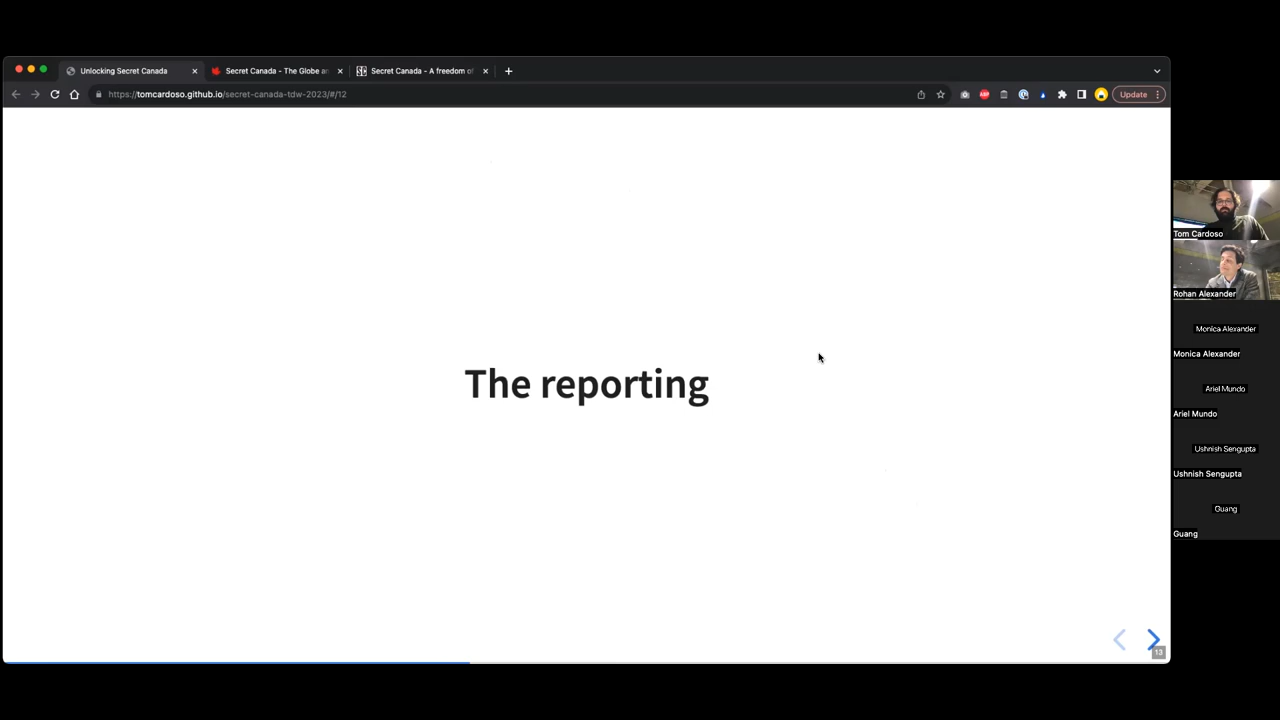 Unlocking Secret Canada
Secret Canada - The Globe an
Secret Canada - A freedom of
https://tomcardoso.github.io/secret-canada-tdw-2023/#/12
ABP
Update
The reporting
13
Tom Cardoso
Rohan Alexander
Monica Alexander
Monica Alexander
Ariel Mundo
Ariel Mundo
Ushnish Sengupta
Ushnish Sengupta
Guang
Guang